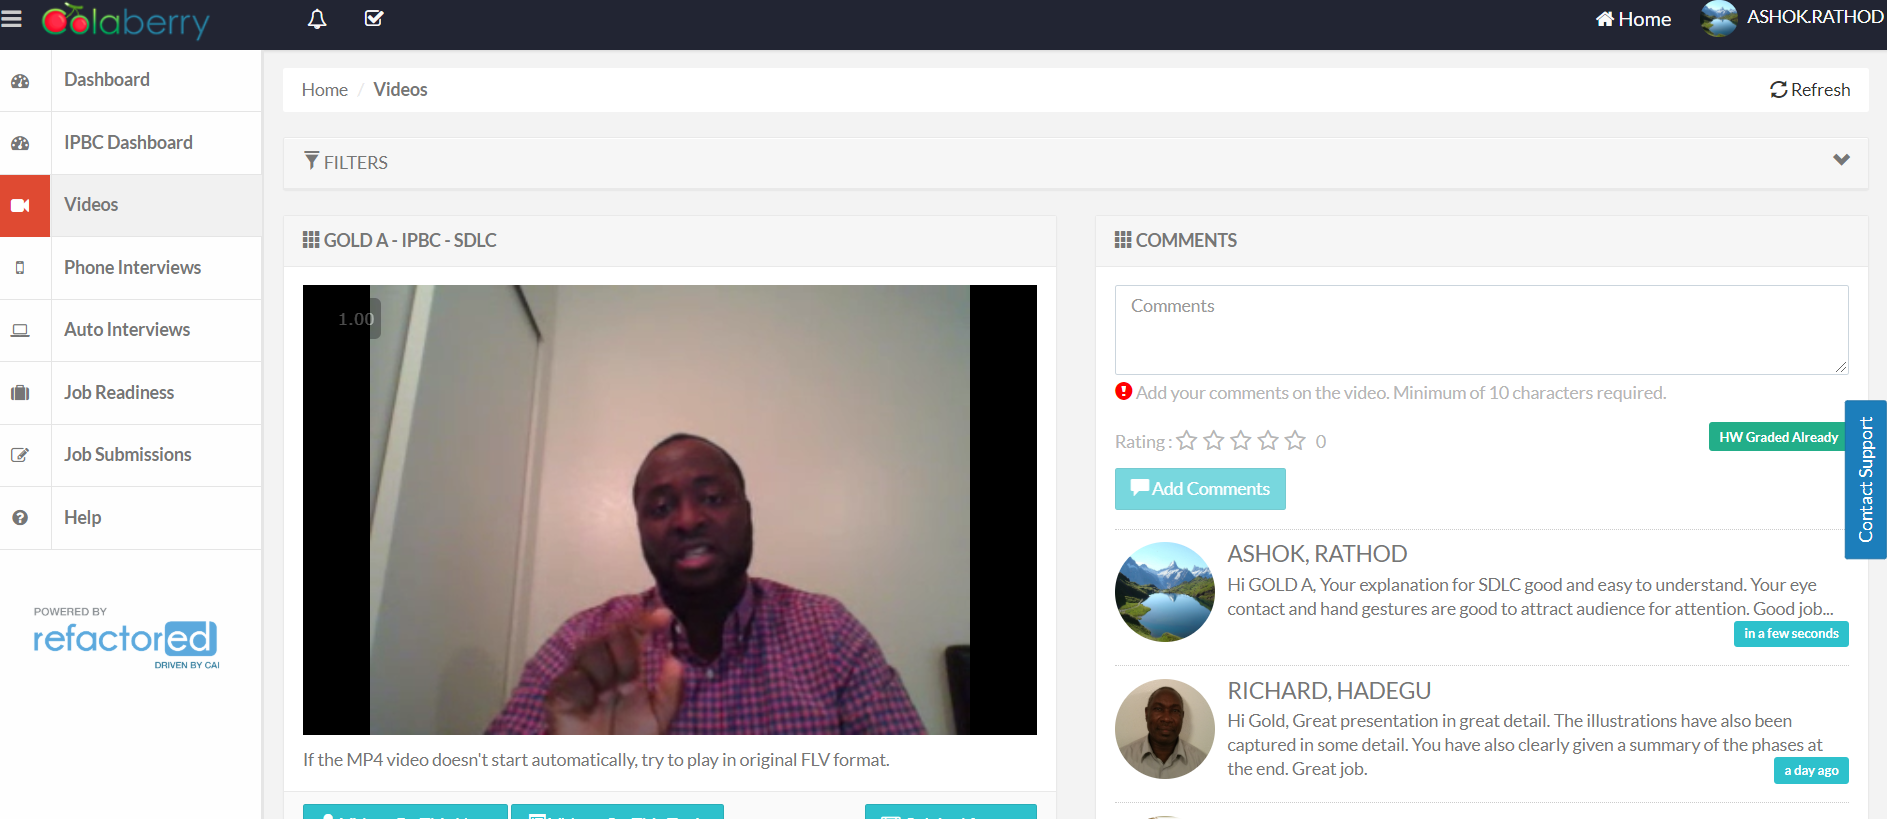 Colaberry
Home
ASHOK.RATHOD
Dashboard
IPBC Dashboard
Videos
Phone Interviews
Auto Interviews
Job Readiness
Job Submissions
Help
POWERED BY
refactored
DRIVEN BY CAI
Home / Videos
Refresh
FILTERS
GOLD A - IPBC - SDLC
1.00
If the MP4 video doesn't start automatically, try to play in original FLV format.
COMMENTS
Comments
Add your comments on the video. Minimum of 10 characters required.
Rating : 0
HW Graded Already
Add Comments
Contact Support
ASHOK, RATHOD
Hi GOLD A, Your explanation for SDLC good and easy to understand. Your eye
contact and hand gestures are good to attract audience for attention. Good job...
in a few seconds
RICHARD, HADEGU
Hi Gold, Great presentation in great detail. The illustrations have also been
captured in some detail. You have also clearly given a summary of the phases at
the end. Great job.
a day ago